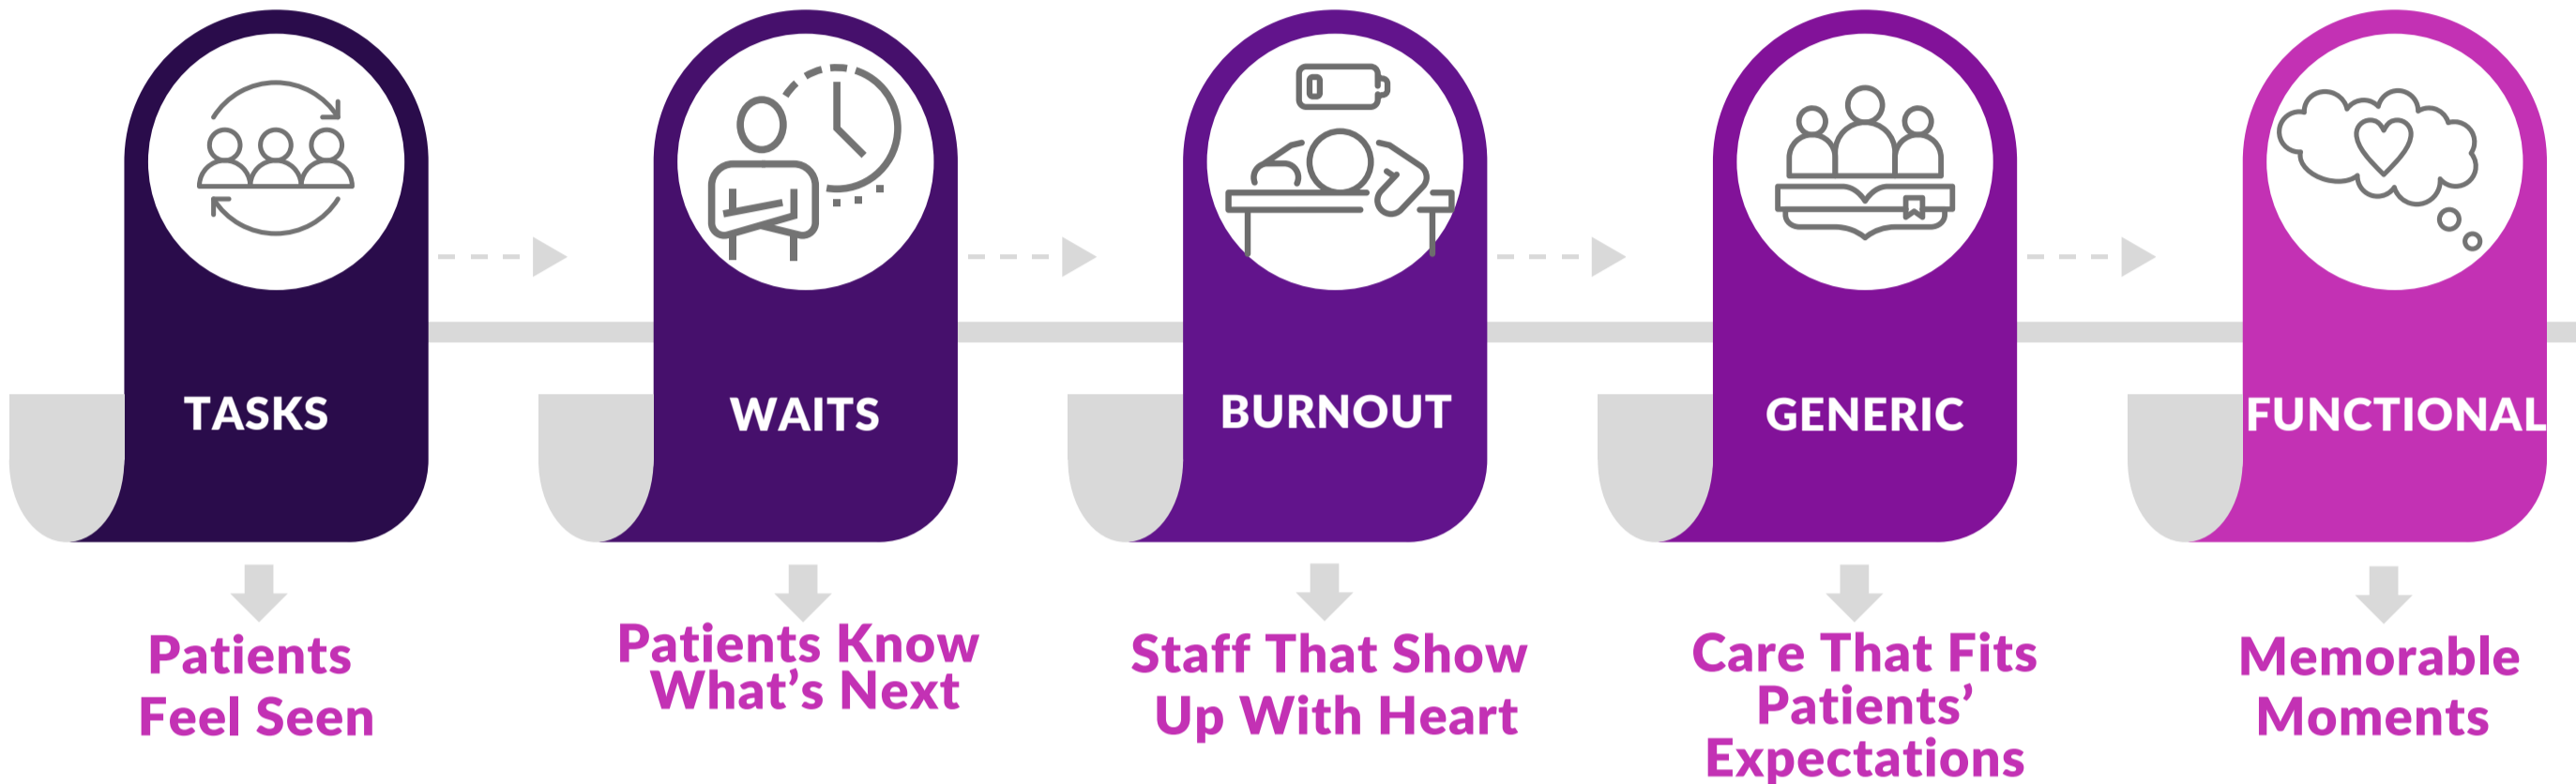 TASKS
WAITS
BURNOUT
GENERIC
FUNCTIONAL
Patients
Feel Seen
Patients Know
What’s Next
Staff That Show
Up With Heart
Care That Fits
Patients’
Expectations
Memorable
Moments